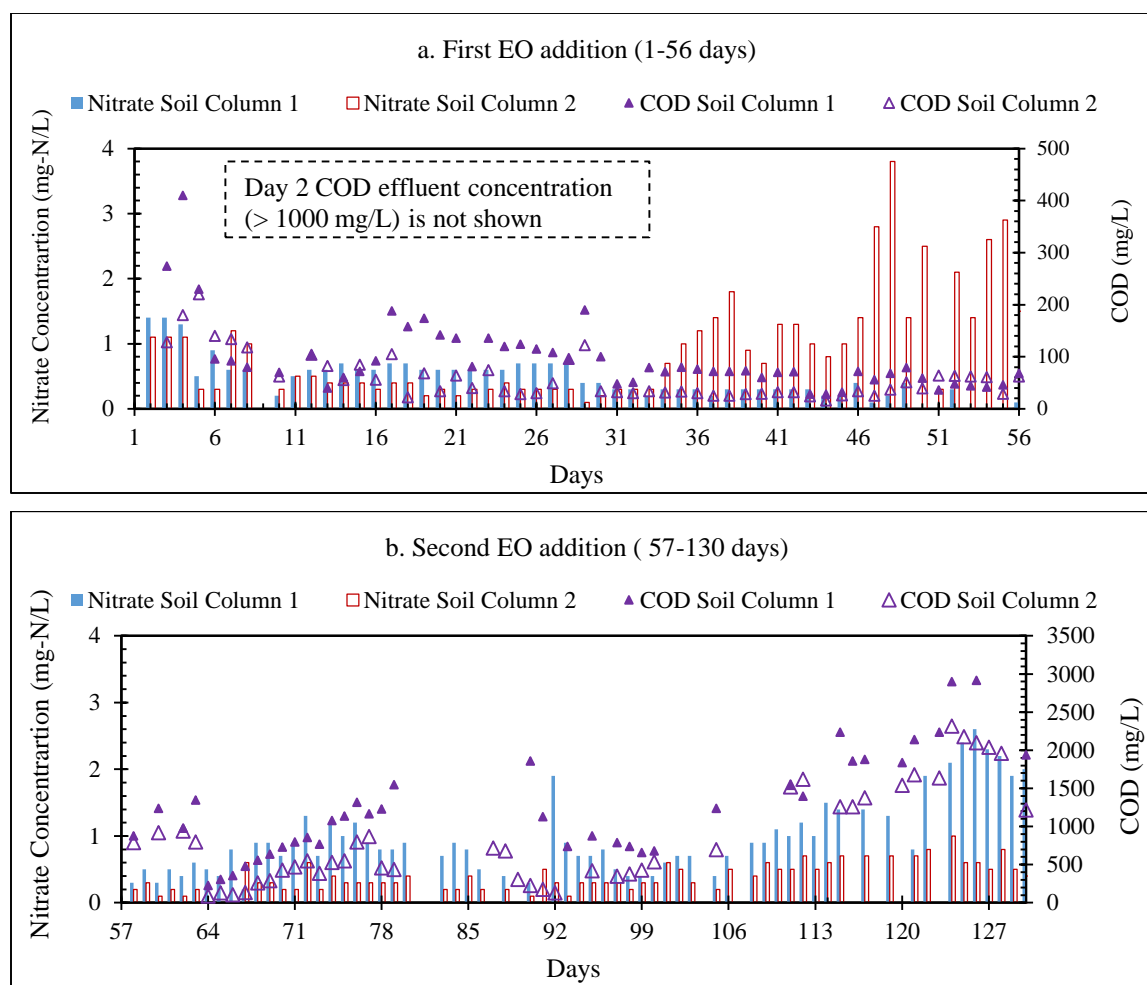 a. First EO addition (1-56 days)
Nitrate Soil Column 1 Nitrate Soil Column 2 COD Soil Column 1 COD Soil Column 2
Nitrate Concentrartion (mg-N/L)
4
3
2
1
0
Day 2 COD effluent concentration
(> 1000 mg/L) is not shown
500
400
300
200
100
0
COD (mg/L)
1 6 11 16 21 26 31 36 41 46 51 56
Days
b. Second EO addition ( 57-130 days)
Nitrate Soil Column 1 Nitrate Soil Column 2 COD Soil Column 1 COD Soil Column 2
Nitrate Concentrartion (mg-N/L)
4
3
2
1
0
3500
3000
2500
2000
1500
1000
500
0
COD (mg/L)
57 64 71 78 85 92 99 106 113 120 127
Days